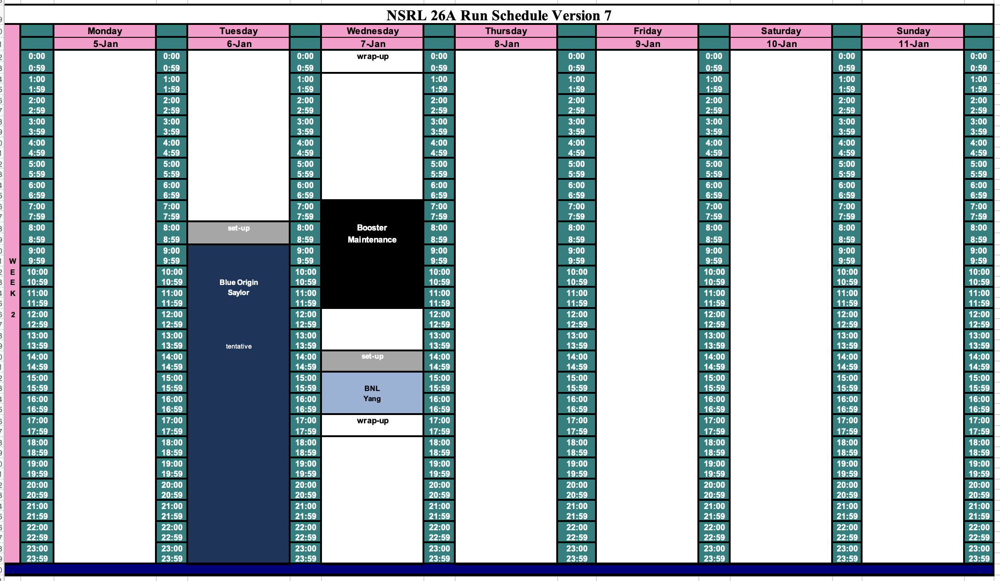 NSRL 26A Run Schedule Version 7
Monday Tuesday Wednesday Thursday Friday Saturday Sunday
5-Jan 6-Jan 7-Jan 8-Jan 9-Jan 10-Jan 11-Jan
0:00 0:00 0:00 wrap-up 0:00 0:00 0:00 0:00 0:00
0:59 0:59 0:59 0:59 0:59 0:59 0:59 0:59
1:00 1:00 1:00 1:00 1:00 1:00 1:00 1:00
1:59 1:59 1:59 1:59 1:59 1:59 1:59 1:59
2:00 2:00 2:00 2:00 2:00 2:00 2:00 2:00
2:59 2:59 2:59 2:59 2:59 2:59 2:59 2:59
3:00 3:00 3:00 3:00 3:00 3:00 3:00 3:00
3:59 3:59 3:59 3:59 3:59 3:59 3:59 3:59
4:00 4:00 4:00 4:00 4:00 4:00 4:00 4:00
4:59 4:59 4:59 4:59 4:59 4:59 4:59 4:59
5:00 5:00 5:00 5:00 5:00 5:00 5:00 5:00
5:59 5:59 5:59 5:59 5:59 5:59 5:59 5:59
6:00 6:00 6:00 6:00 6:00 6:00 6:00 6:00
6:59 6:59 6:59 6:59 6:59 6:59 6:59 6:59
7:00 7:00 7:00 7:00 7:00 7:00 7:00 7:00
7:59 7:59 7:59 7:59 7:59 7:59 7:59 7:59
8:00 8:00 set-up 8:00 Booster 8:00 8:00 8:00 8:00 8:00
8:59 8:59 8:59 Maintenance 8:59 8:59 8:59 8:59 8:59
9:00 9:00 9:00 9:00 9:00 9:00 9:00 9:00
W 9:59 9:59 9:59 9:59 9:59 9:59 9:59 9:59
E 10:00 10:00 10:00 10:00 10:00 10:00 10:00 10:00
E 10:59 10:59 Blue Origin 10:59 10:59 10:59 10:59 10:59 10:59
K 11:00 11:00 Saylor 11:00 11:00 11:00 11:00 11:00 11:00
11:59 11:59 11:59 11:59 11:59 11:59 11:59 11:59
2 12:00 12:00 12:00 12:00 12:00 12:00 12:00 12:00
12:59 12:59 12:59 12:59 12:59 12:59 12:59 12:59
13:00 13:00 13:00 13:00 13:00 13:00 13:00 13:00
13:59 13:59 tentative 13:59 13:59 13:59 13:59 13:59 13:59
14:00 14:00 14:00 set-up 14:00 14:00 14:00 14:00 14:00
14:59 14:59 14:59 14:59 14:59 14:59 14:59 14:59
15:00 15:00 15:00 15:00 15:00 15:00 15:00 15:00
15:59 15:59 15:59 BNL 15:59 15:59 15:59 15:59 15:59
16:00 16:00 16:00 Yang 16:00 16:00 16:00 16:00 16:00
16:59 16:59 16:59 16:59 16:59 16:59 16:59 16:59
17:00 17:00 17:00 wrap-up 17:00 17:00 17:00 17:00 17:00
17:59 17:59 17:59 17:59 17:59 17:59 17:59 17:59
18:00 18:00 18:00 18:00 18:00 18:00 18:00 18:00
18:59 18:59 18:59 18:59 18:59 18:59 18:59 18:59
19:00 19:00 19:00 19:00 19:00 19:00 19:00 19:00
19:59 19:59 19:59 19:59 19:59 19:59 19:59 19:59
20:00 20:00 20:00 20:00 20:00 20:00 20:00 20:00
20:59 20:59 20:59 20:59 20:59 20:59 20:59 20:59
21:00 21:00 21:00 21:00 21:00 21:00 21:00 21:00
21:59 21:59 21:59 21:59 21:59 21:59 21:59 21:59
22:00 22:00 22:00 22:00 22:00 22:00 22:00 22:00
22:59 22:59 22:59 22:59 22:59 22:59 22:59 22:59
23:00 23:00 23:00 23:00 23:00 23:00 23:00 23:00
23:59 23:59 23:59 23:59 23:59 23:59 23:59 23:59